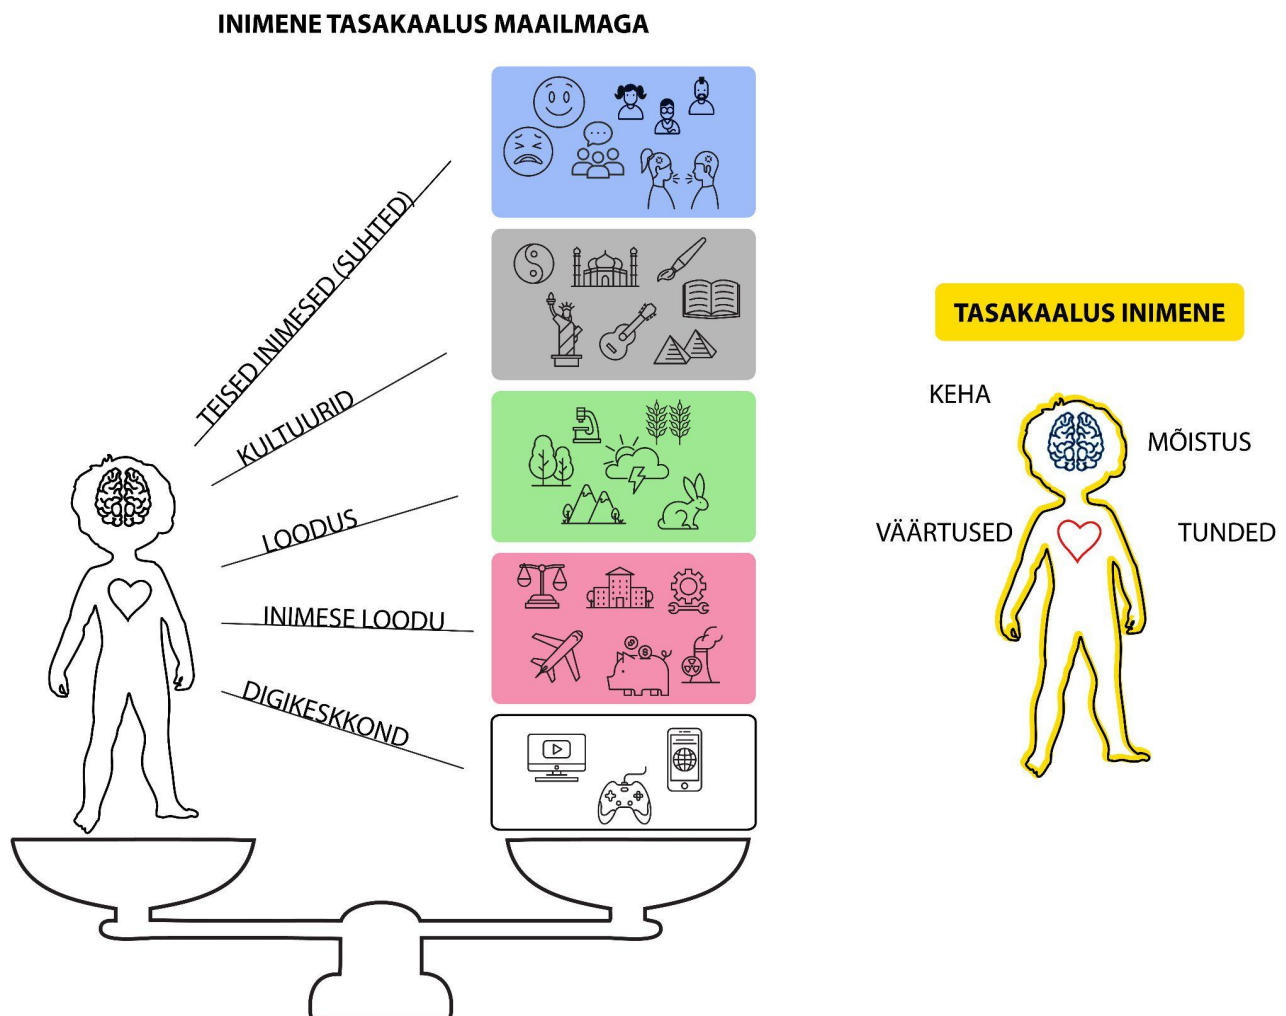 INIMENE TASAKAALUS MAAILMAGA
TEISED INIMESED (SUHTED)
KULTUURID
LOODUS
INIMESE LOODU
DIGIKESKKOND
TASAKAALUS INIMENE
KEHA
MÕISTUS
VÄÄRTUSED
TUNDED